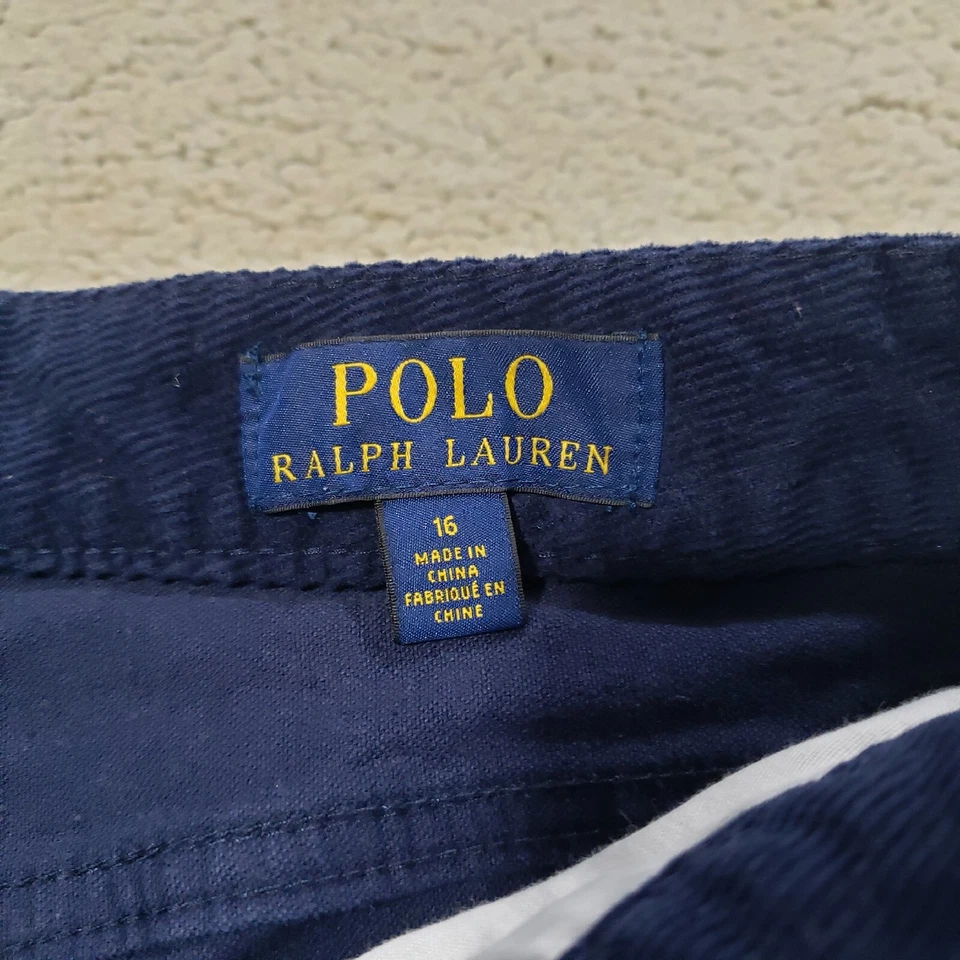 POLO
RALPH LAUREN
16
MADE IN
CHINA
FABRIQUÉ EN
CHINE